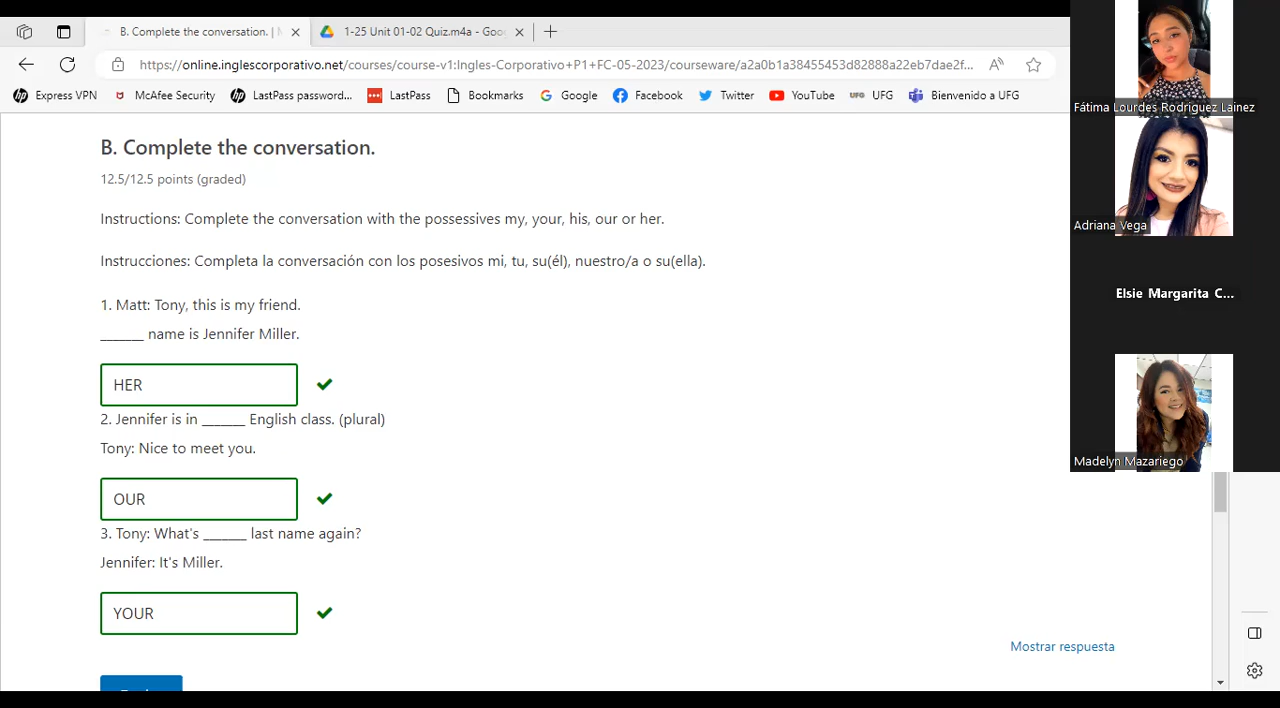 B. Complete the conversation. |
1-25 Unit 01-02 Quiz.m4a - Goo
https://online.inglescorporativo.net/courses/course-v1:Ingles-Corporativo+P1+FC-05-2023/courseware/a2a0b1a38455453d82888a22eb7dae2f...
Express VPN McAfee Security LastPass password... LastPass Bookmarks Google Facebook Twitter YouTube UFG Bienvenido a UFG
B. Complete the conversation.
12.5/12.5 points (graded)
Instructions: Complete the conversation with the possessives my, your, his, our or her.
Instrucciones: Completa la conversación con los posesivos mi, tu, su(él), nuestro/a o su(ella).
1. Matt: Tony, this is my friend.
______ name is Jennifer Miller.
HER
2. Jennifer is in ______ English class. (plural)
Tony: Nice to meet you.
OUR
3. Tony: What's ______ last name again?
Jennifer: It's Miller.
YOUR
Mostrar respuesta
Fátima Lourdes Rodriguez Lainez
Adriana Vega
Elsie Margarita C...
Madelyn Mazariego